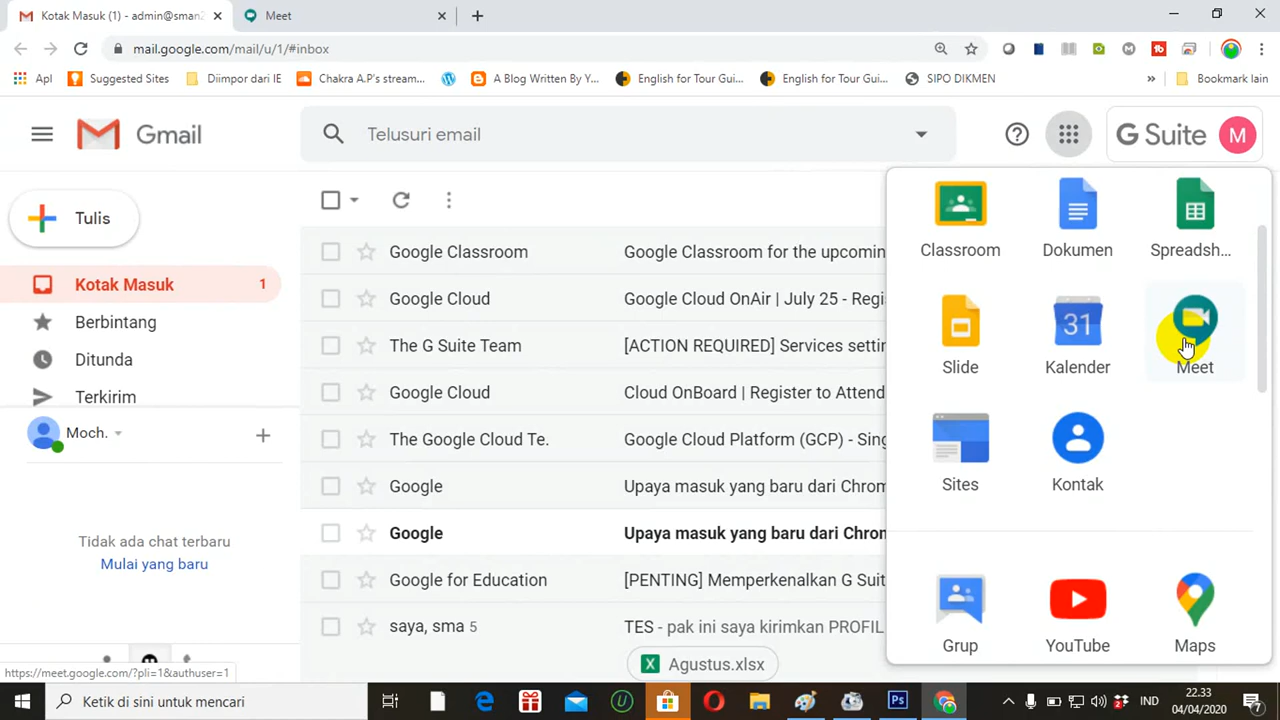 Kotak Masuk (1) - admin@sman2
Meet
mail.google.com/mail/u/1/#inbox
Apl
Suggested Sites
Diimpor dari IE
Chakra A.P's stream...
A Blog Written By Y...
English for Tour Gui...
English for Tour Gui...
SIPO DIKMEN
»
Bookmark lain
Gmail
Telusuri email
G Suite
M
Tulis
Kotak Masuk 1
Berbintang
Ditunda
Terkirim
Moch.
Tidak ada chat terbaru
Mulai yang baru
Google Classroom Google Classroom for the upcomin
Google Cloud Google Cloud OnAir | July 25 - Regi
The G Suite Team [ACTION REQUIRED] Services settin
Google Cloud Cloud OnBoard | Register to Attend
The Google Cloud Te. Google Cloud Platform (GCP) - Sing
Google Upaya masuk yang baru dari Chrom
Google Upaya masuk yang baru dari Chrom
Google for Education [PENTING] Memperkenalkan G Suit
saya, sma 5 TES - pak ini saya kirimkan PROFIL
Agustus.xlsx
Classroom Dokumen Spreadsh...
31
Slide Kalender Meet
Sites Kontak
Grup YouTube Maps
https://meet.google.com/?pli=1&authuser=1
Ketik di sini untuk mencari
Ps
IND
22.33
04/04/2020
7